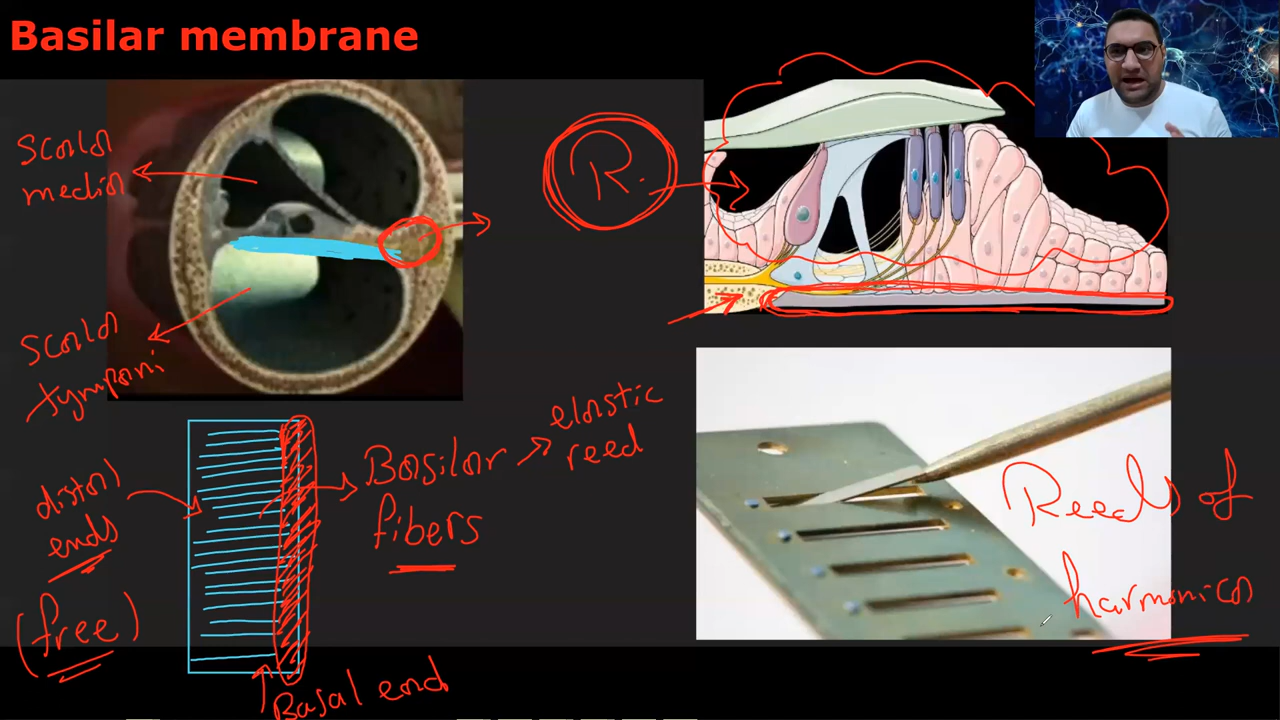 Basilar membrane
Scala
media
R.
Scala
tympani
distal
ends
(free)
Basilar
fibers
elastic
reed
Basal end
Reeds of
harmonica